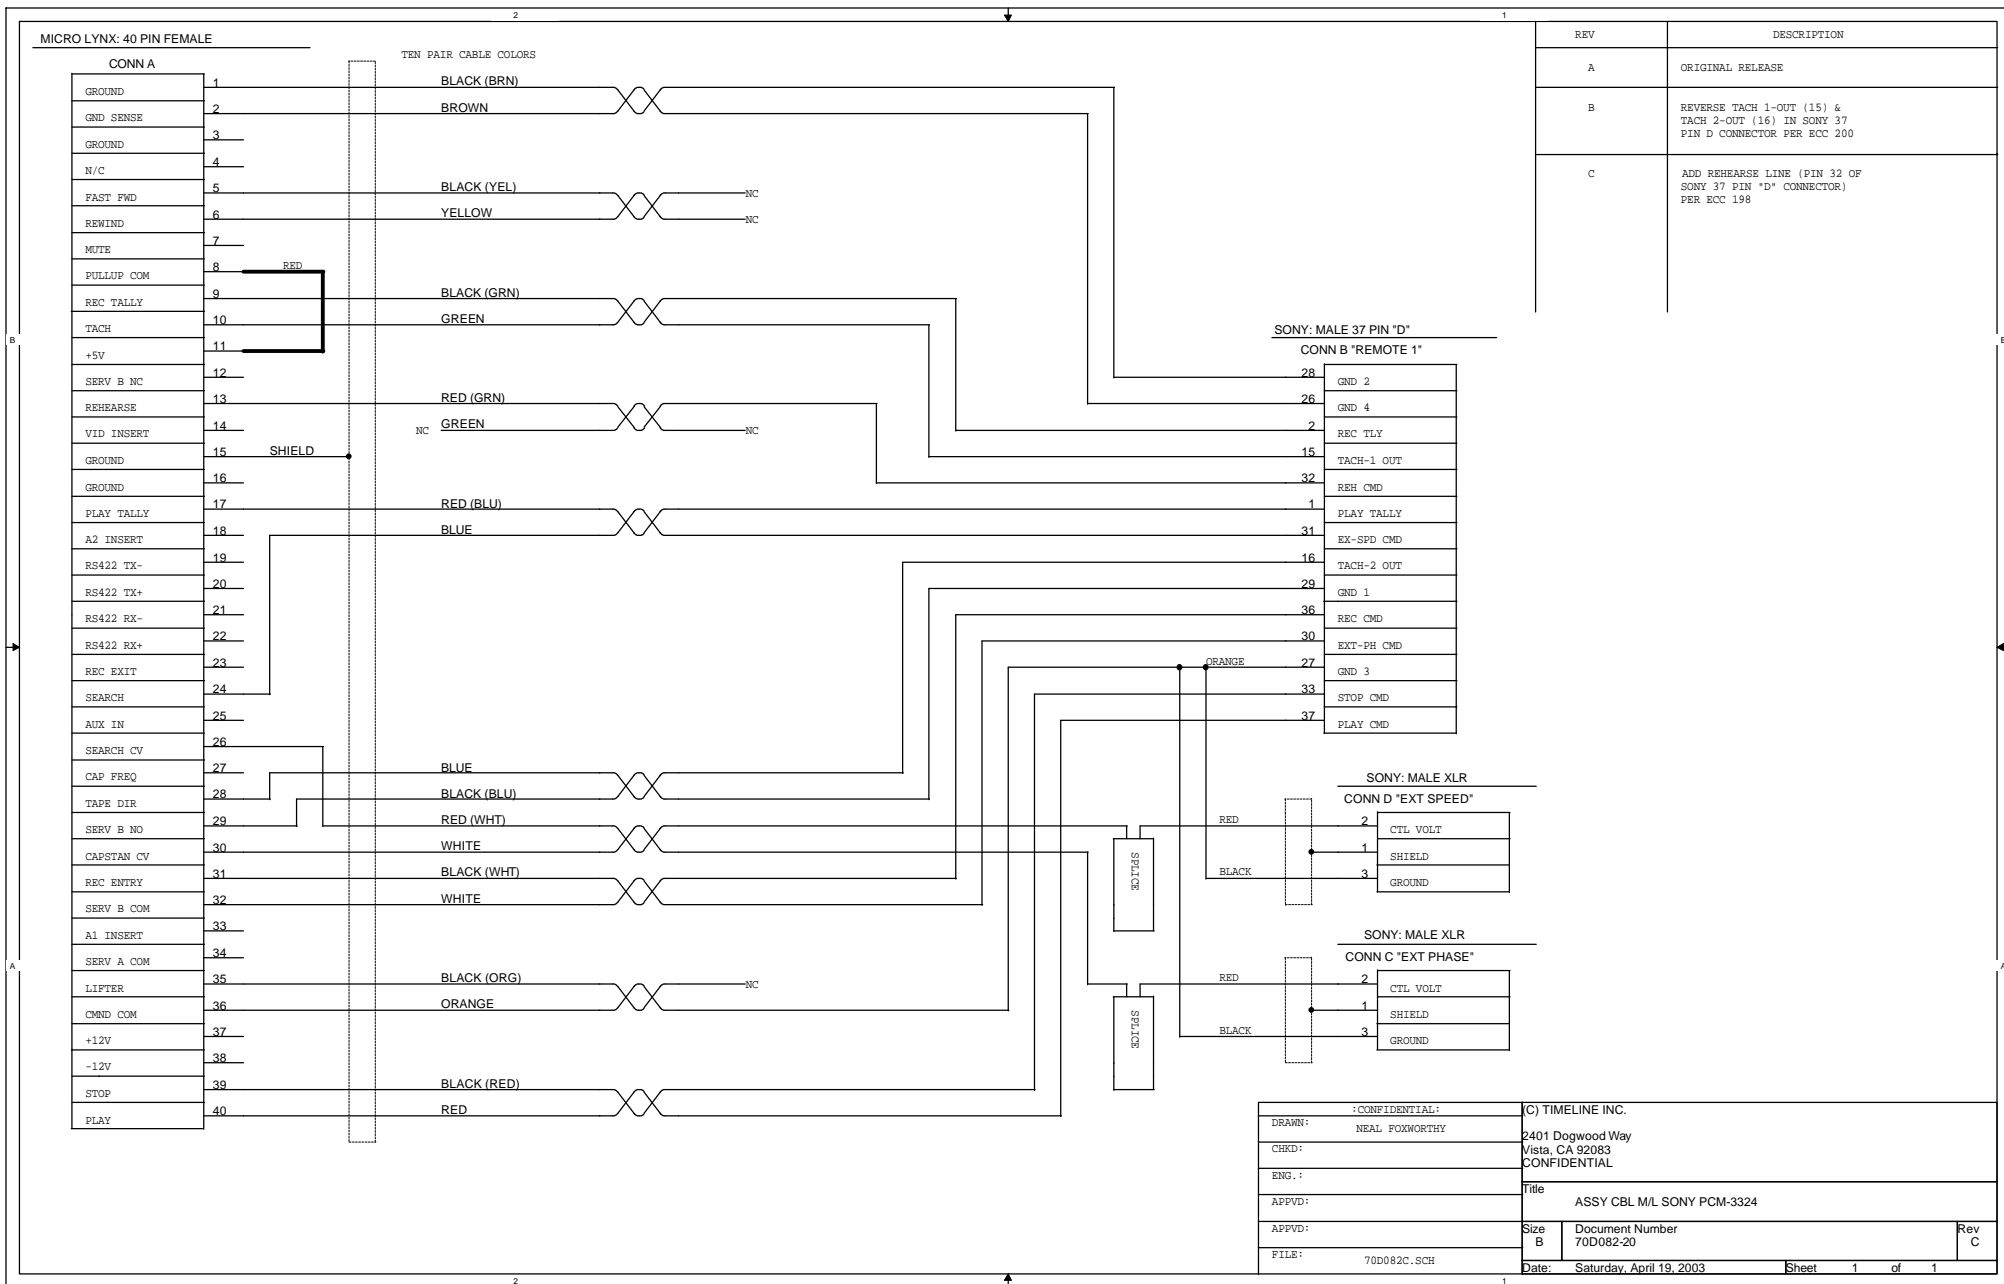 2
1
MICRO LYNX: 40 PIN FEMALE
CONN A
TEN PAIR CABLE COLORS
GROUND 1 BLACK (BRN)
GND SENSE 2 BROWN
GROUND 3
N/C 4
FAST FWD 5 BLACK (YEL) NC
REWIND 6 YELLOW NC
MUTE 7
PULLUP COM 8 RED
REC TALLY 9 BLACK (GRN)
TACH 10 GREEN
+5V 11
SERV B NC 12
REHEARSE 13 RED (GRN)
VID INSERT 14 NC GREEN NC
GROUND 15 SHIELD
GROUND 16
PLAY TALLY 17 RED (BLU)
A2 INSERT 18 BLUE
RS422 TX- 19
RS422 TX+ 20
RS422 RX- 21
RS422 RX+ 22
REC EXIT 23
SEARCH 24
AUX IN 25
SEARCH CV 26
CAP FREQ 27 BLUE
TAPE DIR 28 BLACK (BLU)
SERV B NO 29 RED (WHT)
CAPSTAN CV 30 WHITE
REC ENTRY 31 BLACK (WHT)
SERV B COM 32 WHITE
A1 INSERT 33
SERV A COM 34
LIFTER 35 BLACK (ORG) NC
CMND COM 36 ORANGE
+12V 37
-12V 38
STOP 39 BLACK (RED)
PLAY 40 RED
REV DESCRIPTION
A ORIGINAL RELEASE
B REVERSE TACH 1-OUT (15) &
TACH 2-OUT (16) IN SONY 37
PIN D CONNECTOR PER ECC 200
C ADD REHEARSE LINE (PIN 32 OF
SONY 37 PIN "D" CONNECTOR)
PER ECC 198
SONY: MALE 37 PIN "D"
CONN B "REMOTE 1"
28 GND 2
26 GND 4
2 REC TLY
15 TACH-1 OUT
32 REH CMD
1 PLAY TALLY
31 EX-SPD CMD
16 TACH-2 OUT
29 GND 1
36 REC CMD
30 EXT-PH CMD
ORANGE 27 GND 3
33 STOP CMD
37 PLAY CMD
SONY: MALE XLR
CONN D "EXT SPEED"
SPLICE
RED 2 CTL VOLT
1 SHIELD
BLACK 3 GROUND
SONY: MALE XLR
CONN C "EXT PHASE"
SPLICE
RED 2 CTL VOLT
1 SHIELD
BLACK 3 GROUND
B
A
:CONFIDENTIAL:
DRAWN: NEAL FOXWORTHY
CHKD:
ENG.:
APPVD:
APPVD:
FILE: 70D082C.SCH
(C) TIMELINE INC.
2401 Dogwood Way
Vista, CA 92083
CONFIDENTIAL
Title
ASSY CBL M/L SONY PCM-3324
Size Document Number Rev
B 70D082-20 C
Date: Saturday, April 19, 2003 Sheet 1 of 1
2
1